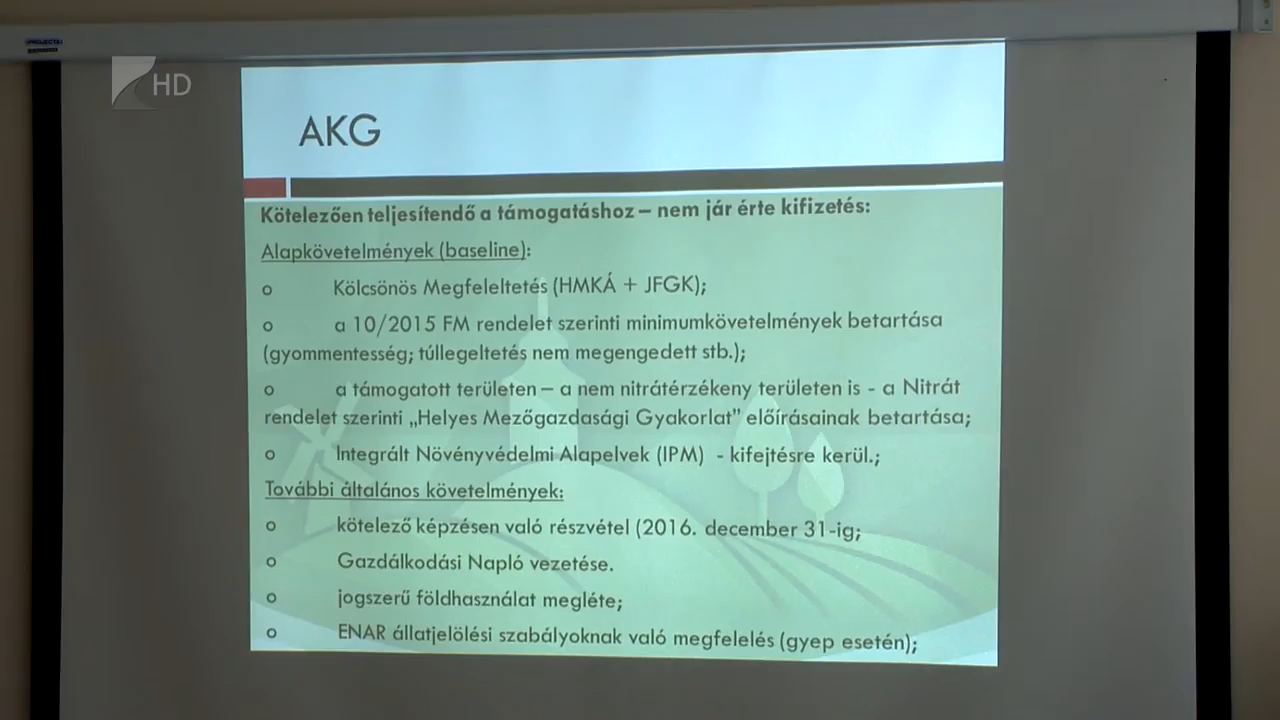 HD
AKG
Kötelezően teljesítendő a támogatáshoz – nem jár érte kifizetés:
Alapkövetelmények (baseline):
o Kölcsönös Megfeleltetés (HMKÁ + JFGK);
o a 10/2015 FM rendelet szerinti minimumkövetelmények betartása
(gyommentesség; túllegeltetés nem megengedett stb.);
o a támogatott területen – a nem nitrátérzékeny területen is - a Nitrát
rendelet szerinti „Helyes Mezőgazdasági Gyakorlat” előírásainak betartása;
o Integrált Növényvédelmi Alapelvek (IPM) - kifejtésre kerül.;
További általános követelmények:
o kötelező képzésen való részvétel (2016. december 31-ig;
o Gazdálkodási Napló vezetése.
o jogszerű földhasználat megléte;
o ENAR állatjelölési szabályoknak való megfelelés (gyep esetén);